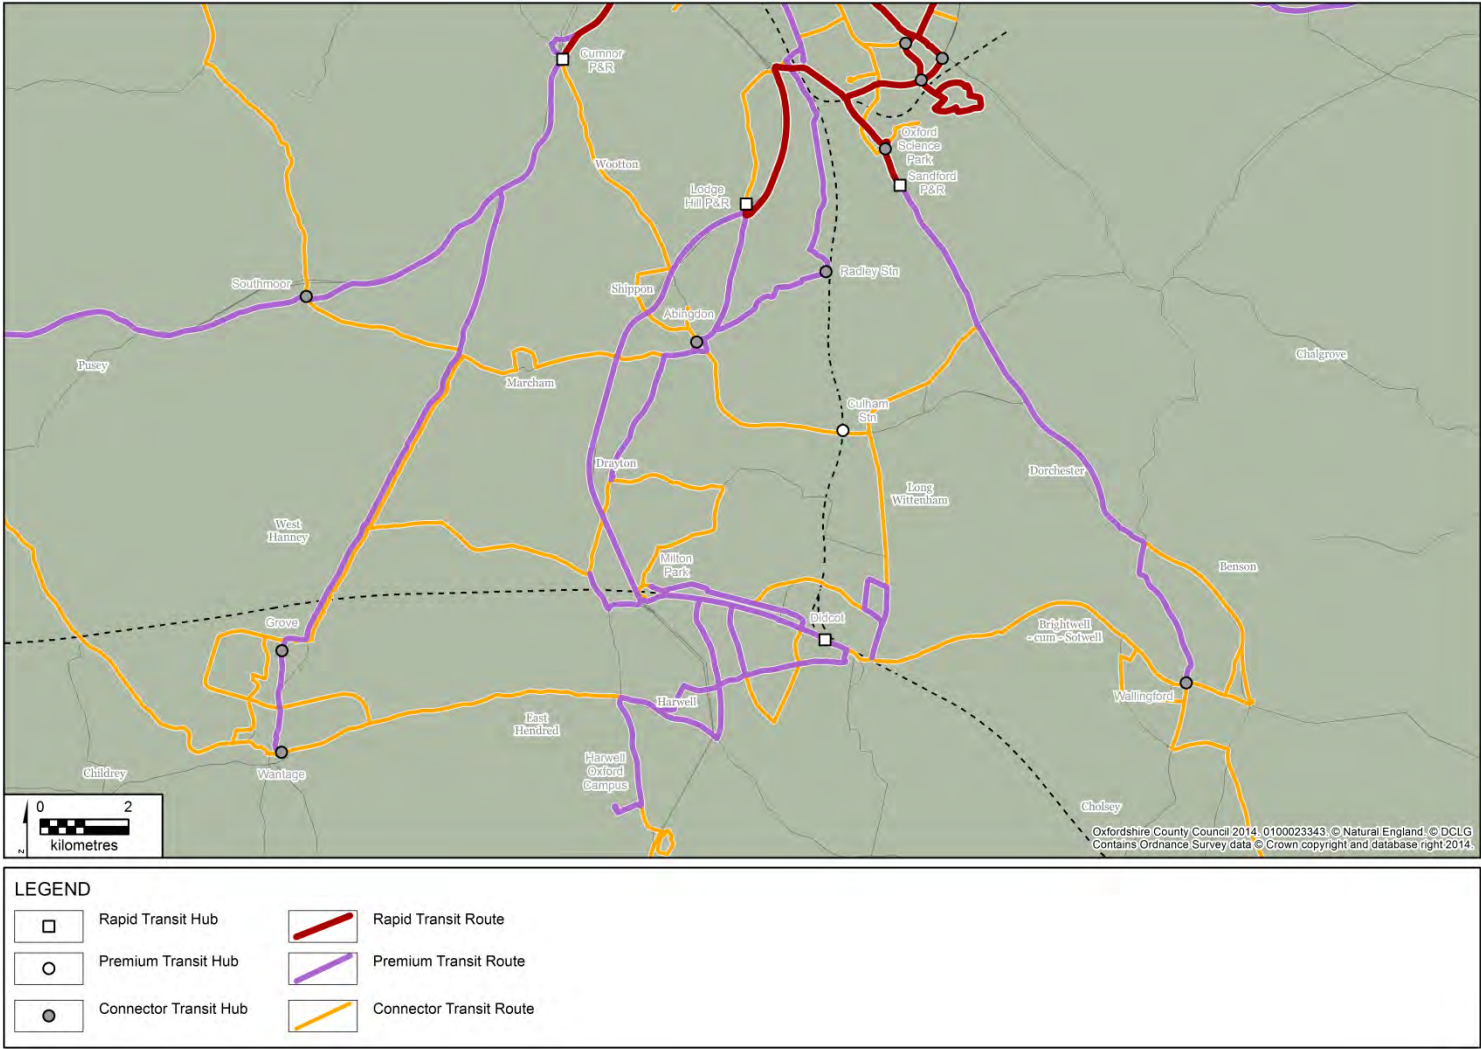 Cumnor
P&R
Oxford
Science
Park
Wootton
Sandford
P&R
Lodge
Hill P&R
Radley Stn
Southmoor
Shippon
Abingdon
Pusey
Marcham
Chalgrove
Culham
Stn
Drayton
Dorchester
Long
Wittenham
West
Hanney
Milton
Park
Benson
Grove
Didcot
Brightwell
- cum - Sotwell
Wallingford
Harwell
East
Hendred
Harwell
Oxford
Campus
Childrey
Wantage
Cholsey
0 2
kilometres
z
Oxfordshire County Council 2014. 0100023343. © Natural England. © DCLG
Contains Ordnance Survey data © Crown copyright and database right 2014.
LEGEND
Rapid Transit Hub
Rapid Transit Route
Premium Transit Hub
Premium Transit Route
Connector Transit Hub
Connector Transit Route